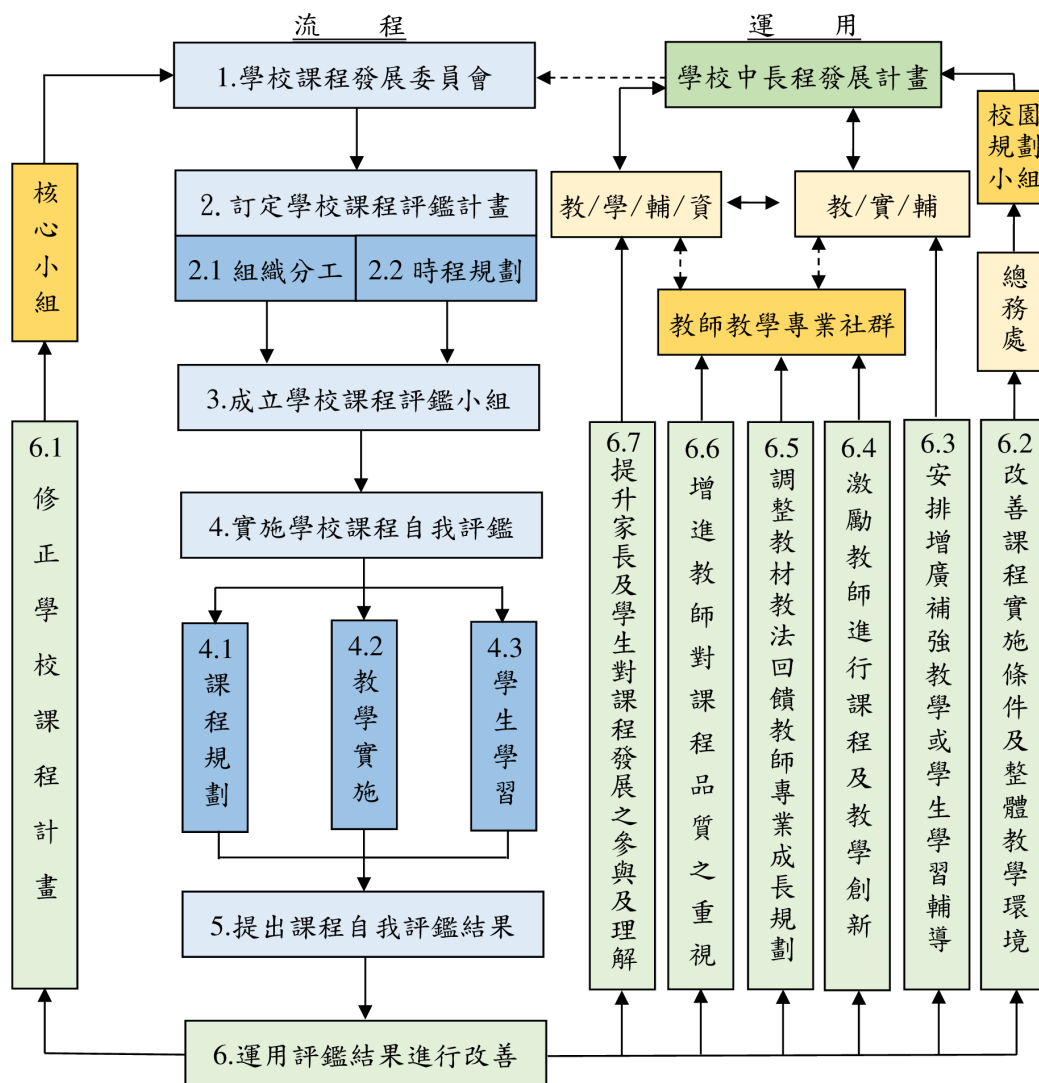 流 程
運 用
1.學校課程發展委員會
學校中長程發展計畫
校園
規劃
小組
核心小組
2. 訂定學校課程評鑑計畫
教/學/輔/資
教/實/輔
2.1 組織分工
2.2 時程規劃
總務處
教師教學專業社群
3.成立學校課程評鑑小組
6.1
修正學校課程計畫
6.7
提升家長及學生對課程發展之參與及理解
6.6
增進教師對課程品質之重視
6.5
調整教材教法回饋教師專業成長規劃
6.4
激勵教師進行課程及教學創新
6.3
安排增廣補強教學或學生學習輔導
6.2
改善課程實施條件及整體教學環境
4.實施學校課程自我評鑑
4.1
課程規劃
4.2
教學實施
4.3
學生學習
5.提出課程自我評鑑結果
6.運用評鑑結果進行改善